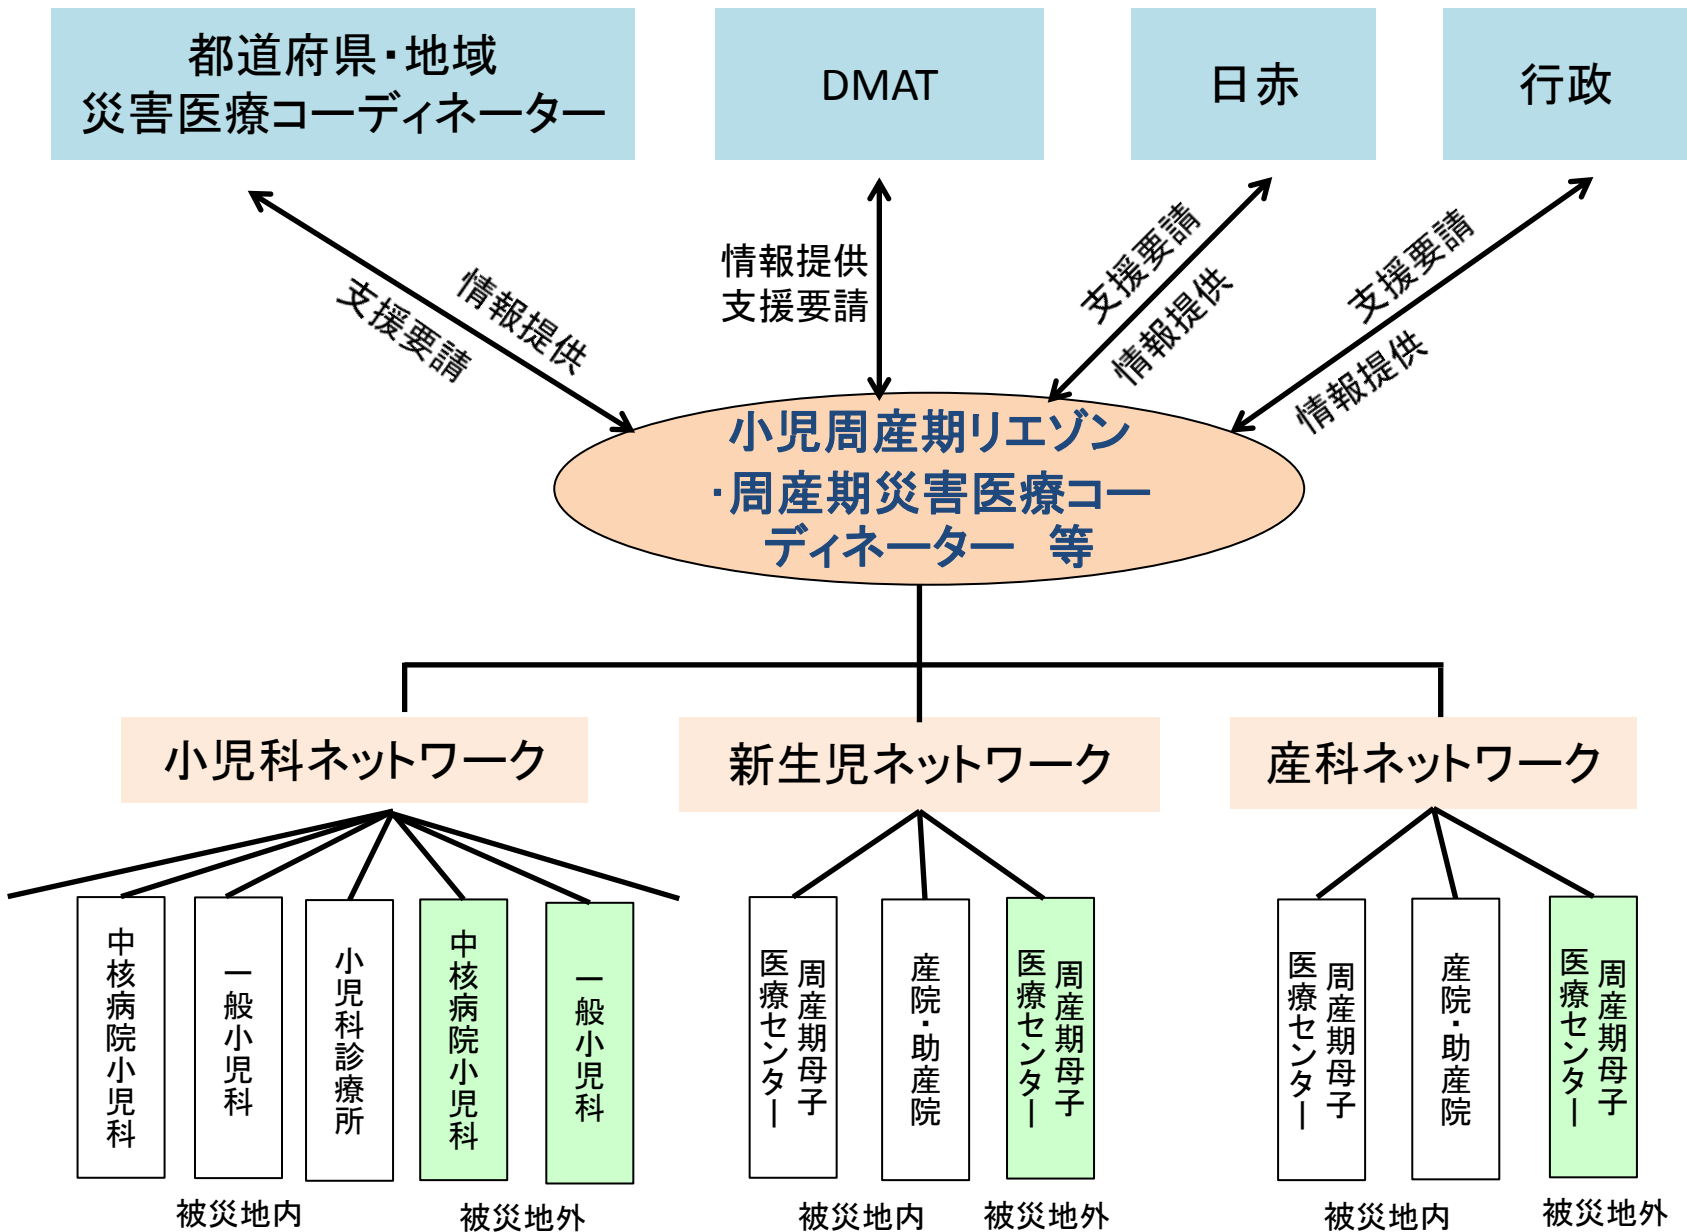 都道府県・地域
災害医療コーディネーター
DMAT
日赤
行政
支援要請
情報提供
情報提供
支援要請
支援要請
情報提供
支援要請
情報提供
小児周産期リエゾン
・周産期災害医療コー
ディネーター　等
小児科ネットワーク
新生児ネットワーク
産科ネットワーク
中核病院小児科
一般小児科
小児科診療所
中核病院小児科
一般小児科
周産期母子
医療センター
産院・助産院
周産期母子
医療センター
周産期母子
医療センター
産院・助産院
周産期母子
医療センター
被災地内
被災地外
被災地内
被災地外
被災地内
被災地外